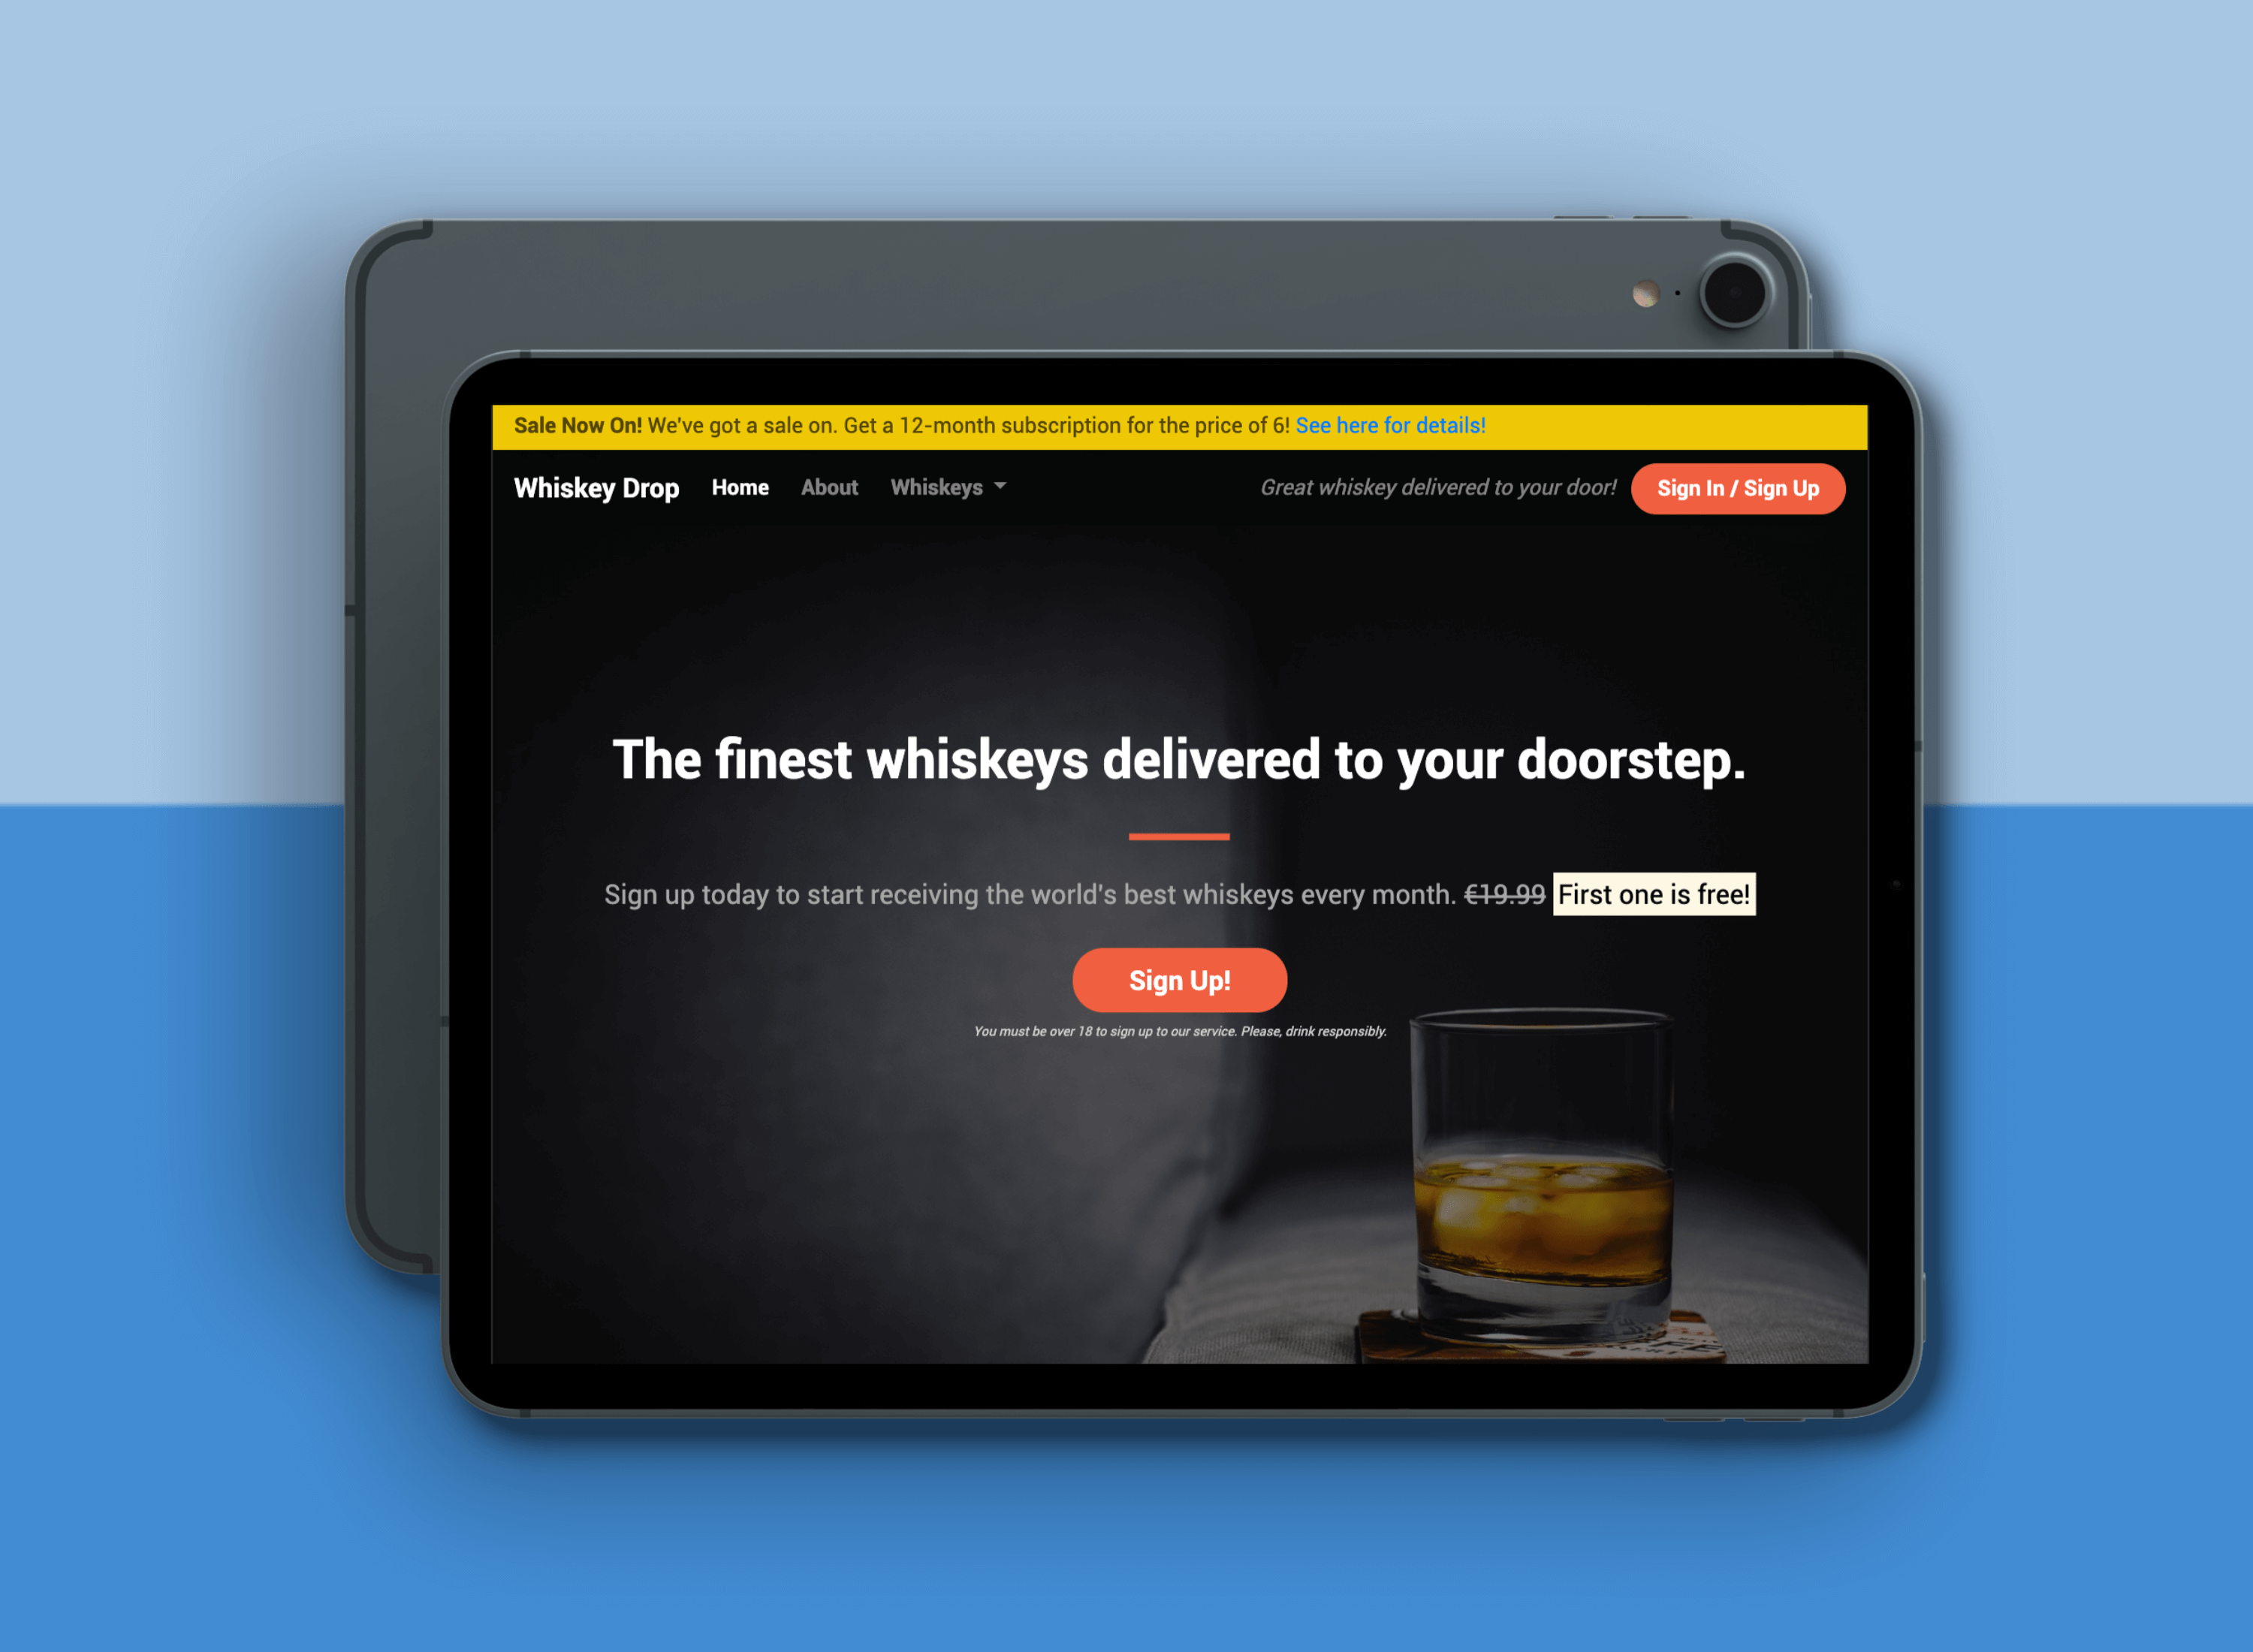 Sale Now On! We've got a sale on. Get a 12-month subscription for the price of 6! See here for details!
Whiskey Drop Home About Whiskeys Great whiskey delivered to your door! Sign In / Sign Up
The finest whiskeys delivered to your doorstep.
Sign up today to start receiving the world's best whiskeys every month. €19.99 First one is free!
Sign Up!
You must be over 18 to sign up to our service. Please, drink responsibly.